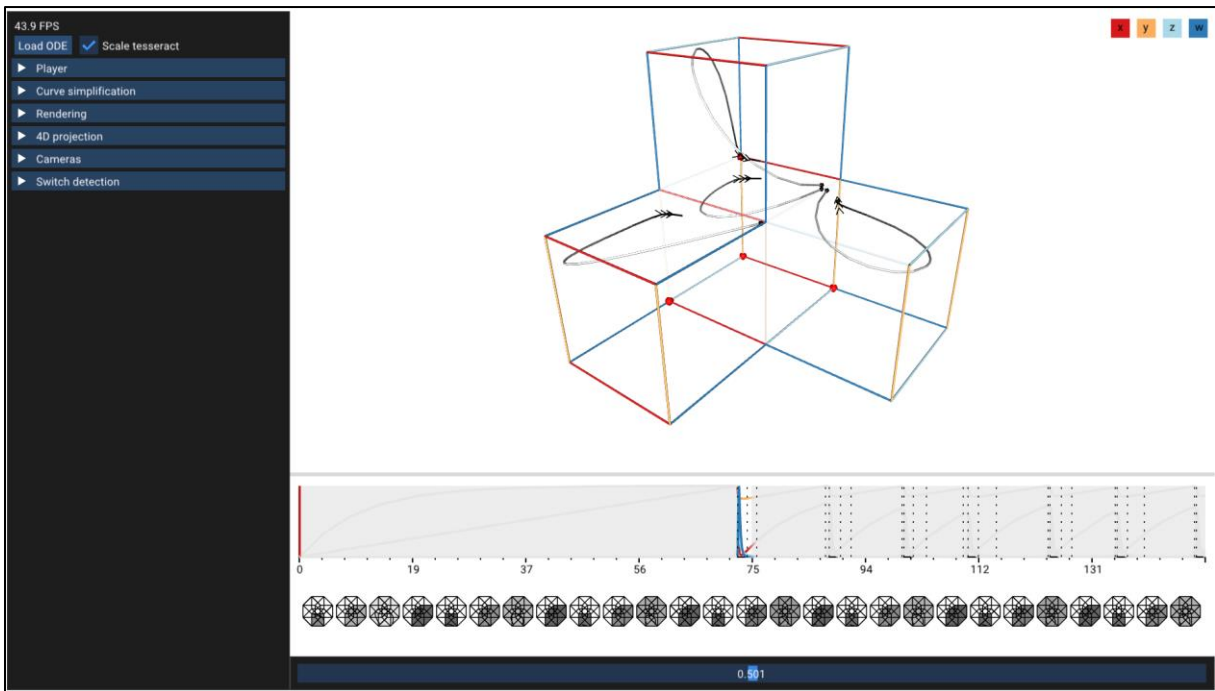 43.9 FPS
Load ODE Scale tesseract
Player
Curve simplification
Rendering
4D projection
Cameras
Switch detection
x y z w
0 19 37 56 75 94 112 131
0.501